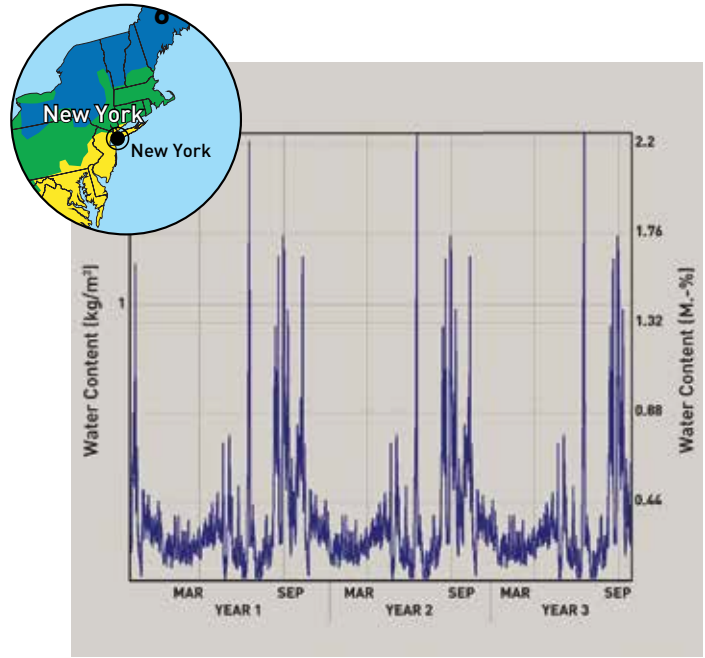 New York
New York
Water Content [kg/m³]
1
2.2
1.76
1.32
0.88
0.44
Water Content [M.-%]
MAR SEP MAR SEP MAR SEP
YEAR 1 YEAR 2 YEAR 3